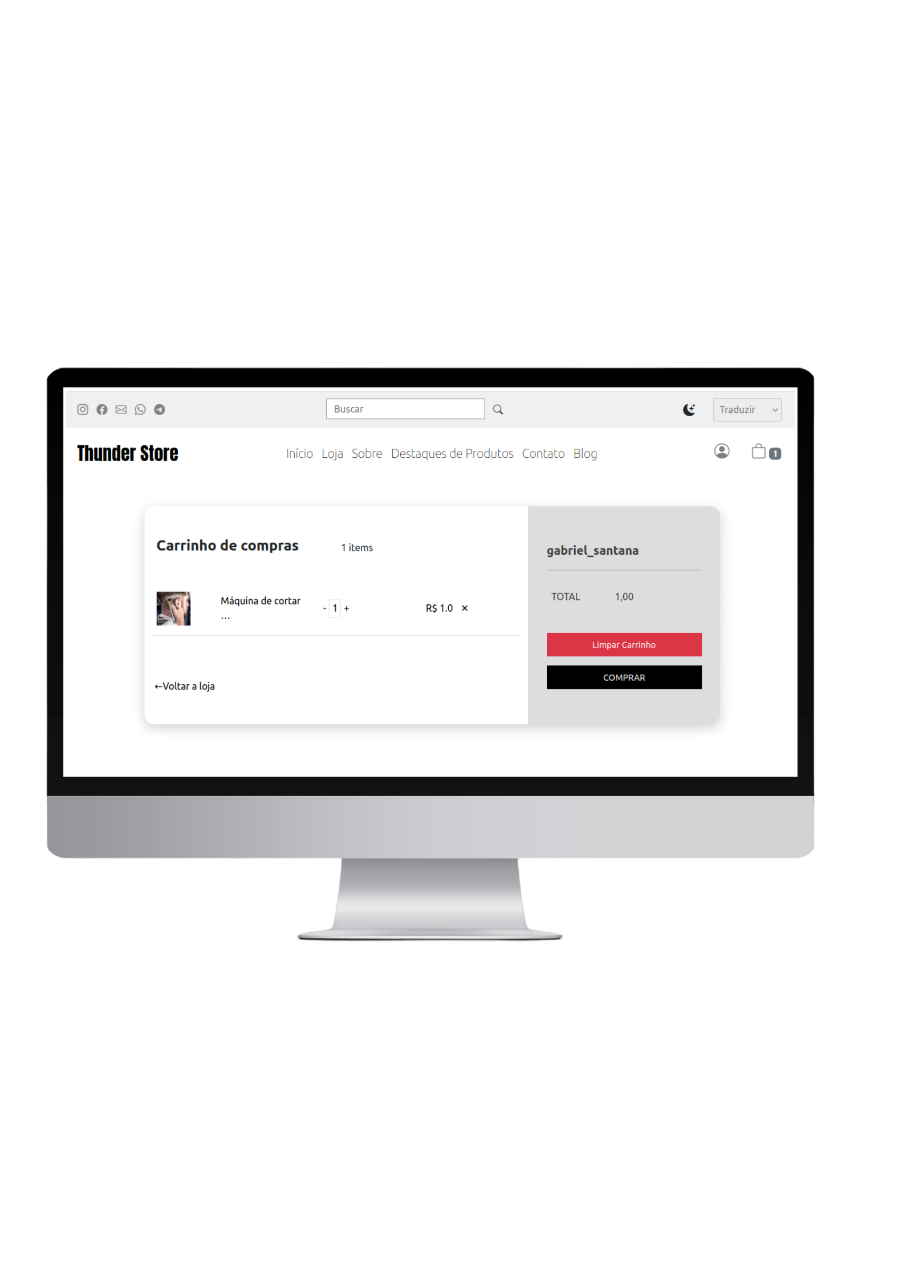 Buscar
Traduzir
Thunder Store
Início Loja Sobre Destaques de Produtos Contato Blog
1
Carrinho de compras
1 items
gabriel_santana
Máquina de cortar
...
- 1 +
R$ 1.0 ×
TOTAL 1,00
Limpar Carrinho
COMPRAR
←Voltar a loja